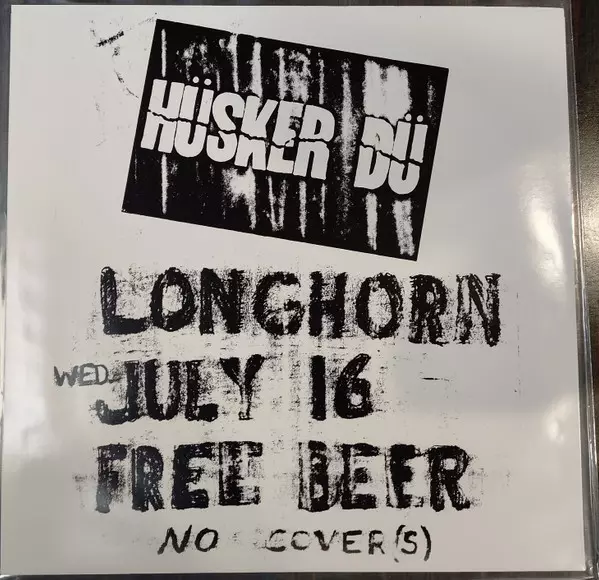 HÜSKER DÜ
LONGHORN
WED. JULY 16
FREE BEER
NO COVER(S)